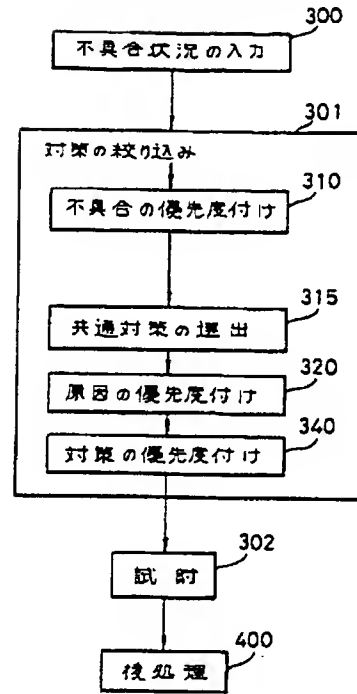 300
不具合状況の入力
301
対策の絞り込み
310
不具合の優先度付け
315
共通対策の選出
320
原因の優先度付け
340
対策の優先度付け
302
試射
400
後処理